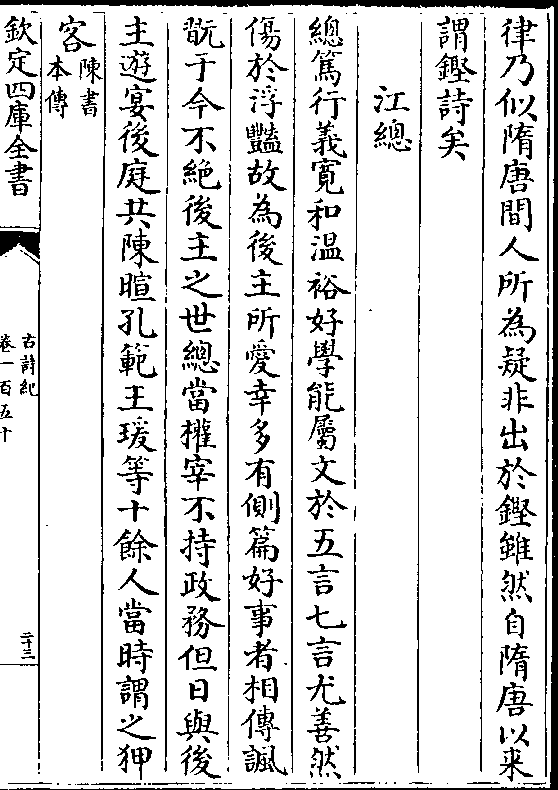 律乃似隋唐間人所為疑非出於鏗雖然自隋唐以来
謂鏗詩矣
江總
總篤行義寛和温裕好學能屬文於五言七言尤善然
傷於浮豔故為後主所愛幸多有側篇好事者相傳諷
翫于今不絶後主之世總當權宰不持政務但日與後
主遊宴後庭共陳暄孔範王瑗等十餘人當時謂之狎
客陳書本傳
欽定四庫全書
古詩紀
卷一百五十
二十三